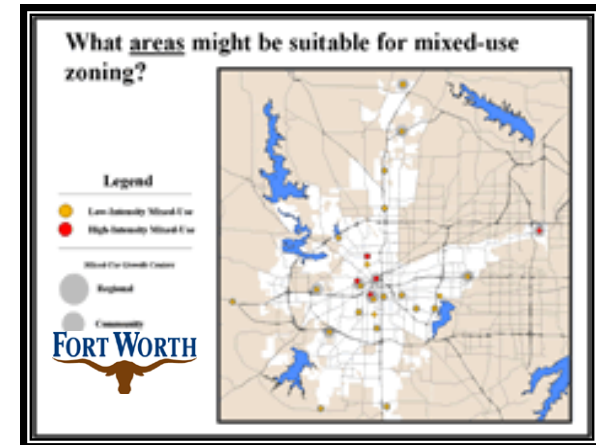 What areas might be suitable for mixed-use
zoning?
Legend
Low-Intensity Mixed-Use
High-Intensity Mixed-Use
Mixed-Use Growth Centers
Regional
Community
FORT WORTH